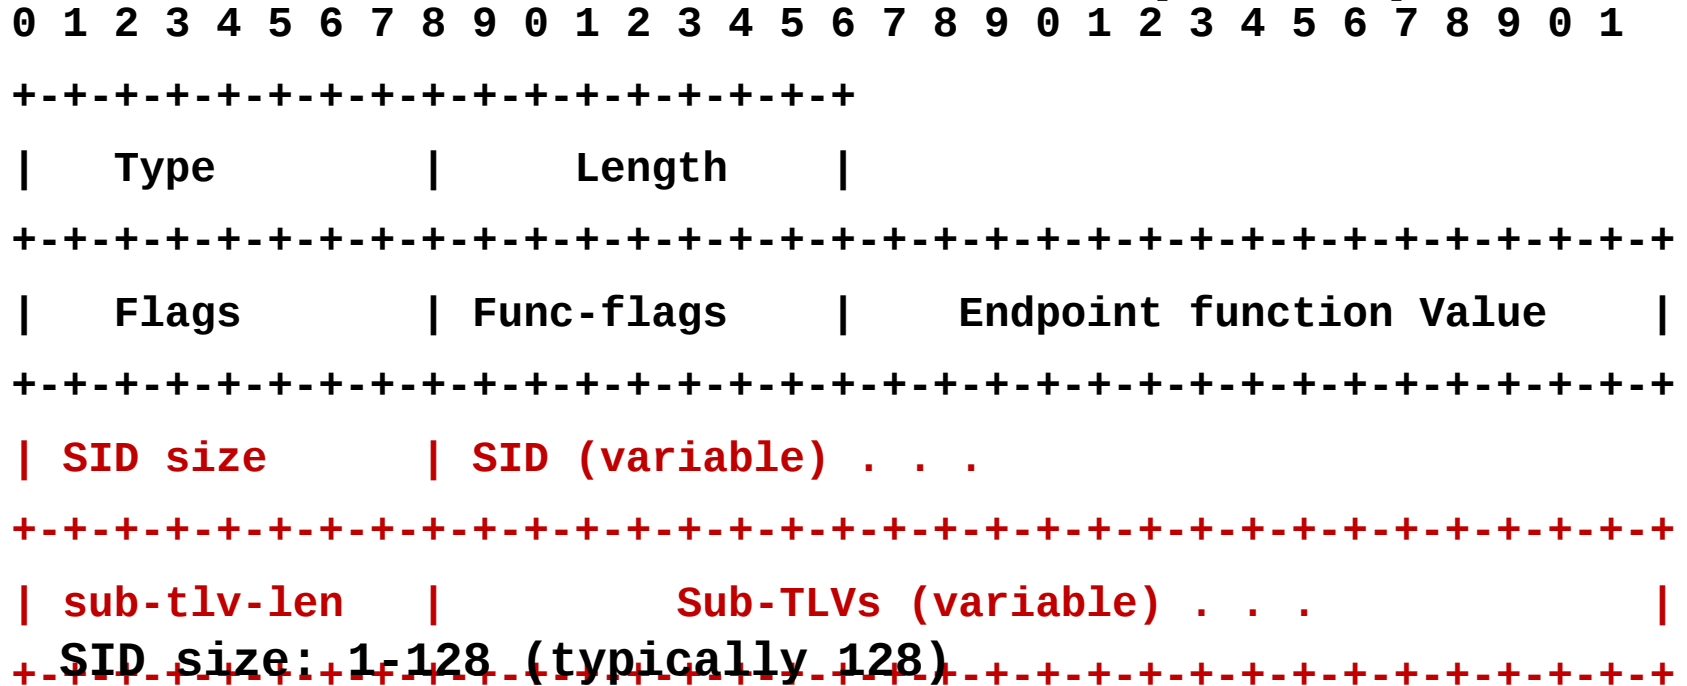 0 1 2 3 4 5 6 7 8 9 0 1 2 3 4 5 6 7 8 9 0 1 2 3 4 5 6 7 8 9 0 1
+-+-+-+-+-+-+-+-+-+-+-+-+-+-+-+-+
|   Type        |     Length    |
+-+-+-+-+-+-+-+-+-+-+-+-+-+-+-+-+-+-+-+-+-+-+-+-+-+-+-+-+-+-+-+-+
|   Flags       | Func-flags    |    Endpoint function Value    |
+-+-+-+-+-+-+-+-+-+-+-+-+-+-+-+-+-+-+-+-+-+-+-+-+-+-+-+-+-+-+-+-+
| SID size      | SID (variable) . . .
+-+-+-+-+-+-+-+-+-+-+-+-+-+-+-+-+-+-+-+-+-+-+-+-+-+-+-+-+-+-+-+-+
| sub-tlv-len   |         Sub-TLVs (variable) . . .             |
SID size: 1-128 (typically 128)
+-+-+-+-+-+-+-+-+-+-+-+-+-+-+-+-+-+-+-+-+-+-+-+-+-+-+-+-+-+-+-+-+